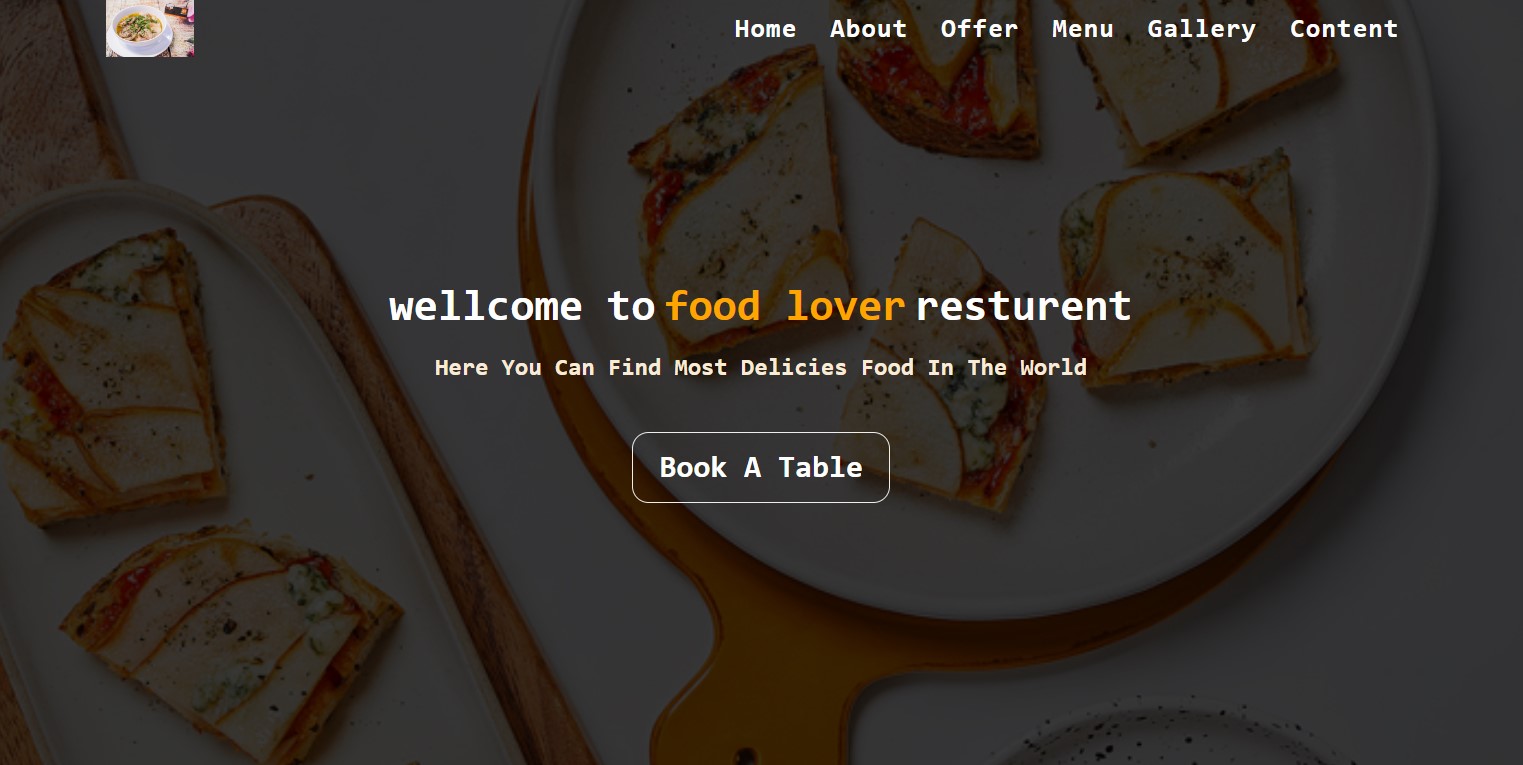 Home About Offer Menu Gallery Content
wellcome to food lover resturent
Here You Can Find Most Delicies Food In The World
Book A Table